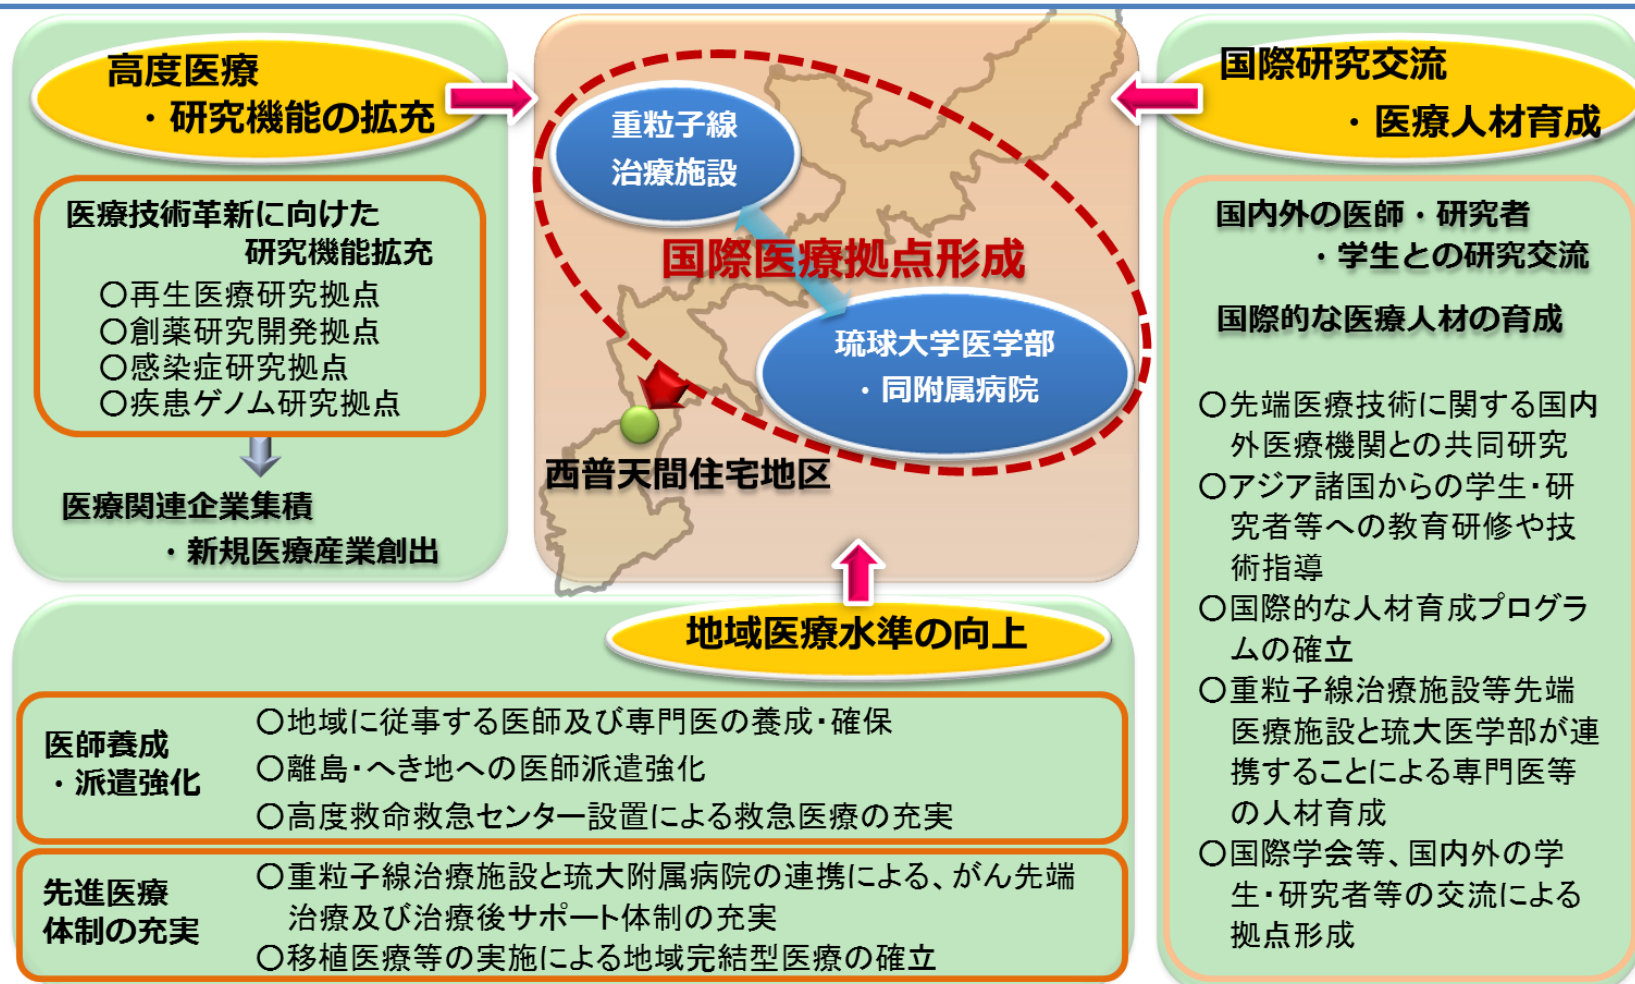 高度医療
・研究機能の拡充
医療技術革新に向けた
研究機能拡充
〇再生医療研究拠点
〇創薬研究開発拠点
〇感染症研究拠点
〇疾患ゲノム研究拠点
医療関連企業集積
・新規医療産業創出
重粒子線
治療施設
国際医療拠点形成
琉球大学医学部
・同附属病院
西普天間住宅地区
国際研究交流
・医療人材育成
国内外の医師・研究者
・学生との研究交流
国際的な医療人材の育成
〇先端医療技術に関する国内
外医療機関との共同研究
〇アジア諸国からの学生・研
究者等への教育研修や技
術指導
〇国際的な人材育成プログラ
ムの確立
〇重粒子線治療施設等先端
医療施設と琉大医学部が連
携することによる専門医等
の人材育成
〇国際学会等、国内外の学
生・研究者等の交流による
拠点形成
地域医療水準の向上
医師養成
・派遣強化
〇地域に従事する医師及び専門医の養成・確保
〇離島・へき地への医師派遣強化
〇高度救命救急センター設置による救急医療の充実
先進医療
体制の充実
〇重粒子線治療施設と琉大附属病院の連携による、がん先端
治療及び治療後サポート体制の充実
〇移植医療等の実施による地域完結型医療の確立